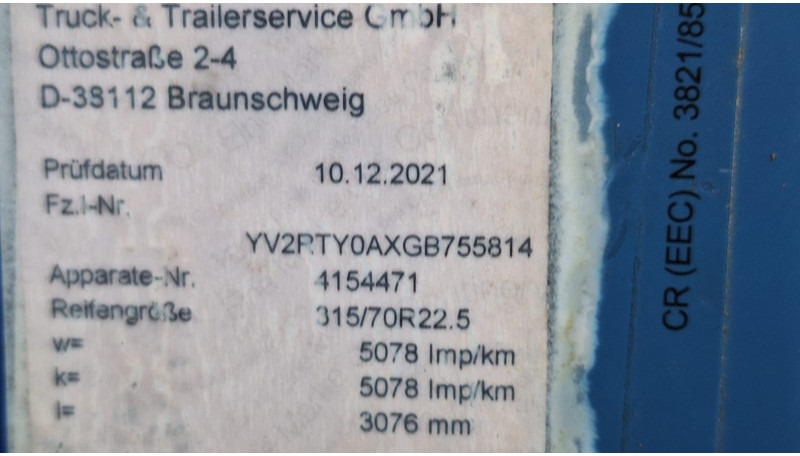 Truck- & Trailerservice GmbH
Ottostraße 2-4
D-38112 Braunschweig
Prüfdatum 10.12.2021
Fz.I-Nr.
YV2RTY0AXGB755814
Apparate-Nr. 4154471
Reifengröße 315/70R22.5
w= 5078 Imp/km
k= 5078 Imp/km
l= 3076 mm
CR (EEC) No. 3821/85